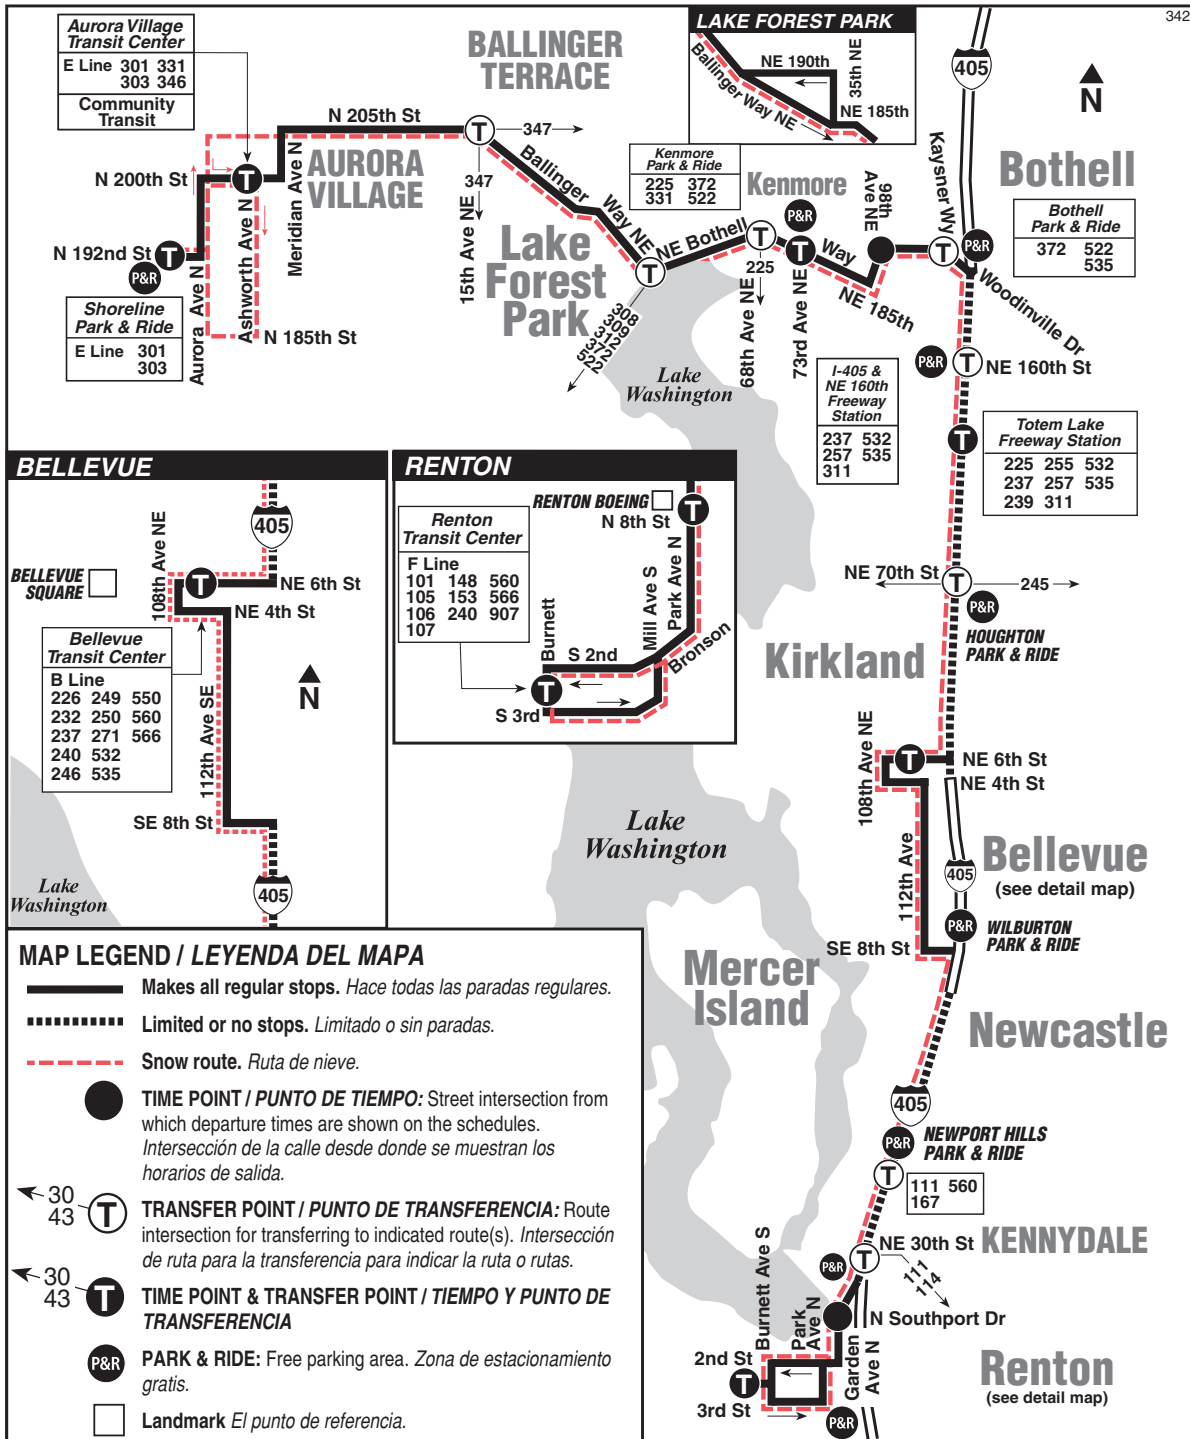 342
Aurora Village
Transit Center
E Line 301 331
303 346
Community
Transit
BALLINGER
TERRACE
LAKE FOREST PARK
NE 190th
35th NE
Ballinger Way NE
NE 185th
405
N
Bothell
Bothell
Park & Ride
372 522
535
N 205th St
T
347
347
15th Ave NE
Ballinger
Way NE
AURORA
VILLAGE
Meridian Ave N
N 200th St
T
Ashworth Ave N
N 192nd St
T
P&R
Aurora Ave N
N 185th St
Shoreline
Park & Ride
E Line 301
303
Lake
Forest
Park
T
308
309
312
372
522
NE Bothell
Way
Kenmore
Park & Ride
225 372
331 522
Kenmore
P&R
T
T
225
68th Ave NE
73rd Ave NE
98th
Ave NE
NE 185th
Kaysner Wy
T
P&R
Woodinville Dr
Lake
Washington
P&R
T
NE 160th St
I-405 &
NE 160th
Freeway
Station
237 532
257 535
311
T
Totem Lake
Freeway Station
225 255 532
237 257 535
239 311
NE 70th St
T
245
P&R
HOUGHTON
PARK & RIDE
Kirkland
108th Ave NE
T
NE 6th St
NE 4th St
112th Ave
Bellevue
(see detail map)
405
P&R
WILBURTON
PARK & RIDE
SE 8th St
Newcastle
405
P&R
NEWPORT HILLS
PARK & RIDE
T
111 560
167
T
NE 30th St
KENNYDALE
P&R
111
114
N Southport Dr
Burnett Ave S
Park
Ave N
Garden
Ave N
2nd St
T
3rd St
P&R
Renton
(see detail map)
Lake
Washington
Mercer
Island
BELLEVUE
405
108th Ave NE
T
NE 6th St
NE 4th St
BELLEVUE
SQUARE
Bellevue
Transit Center
B Line
226 249 550
232 250 560
237 271 566
240 532
246 535
N
112th Ave SE
SE 8th St
405
Lake
Washington
RENTON
RENTON BOEING
T
N 8th St
Renton
Transit Center
F Line
101 148 560
105 153 566
106 240 907
107
Burnett
Mill Ave S
Park Ave N
Bronson
S 2nd
T
S 3rd
MAP LEGEND / LEYENDA DEL MAPA
Makes all regular stops. Hace todas las paradas regulares.
Limited or no stops. Limitado o sin paradas.
Snow route. Ruta de nieve.
TIME POINT / PUNTO DE TIEMPO: Street intersection from
which departure times are shown on the schedules.
Intersección de la calle desde donde se muestran los
horarios de salida.
30
43
T
TRANSFER POINT / PUNTO DE TRANSFERENCIA: Route
intersection for transferring to indicated route(s). Intersección
de ruta para la transferencia para indicar la ruta o rutas.
30
43
T
TIME POINT & TRANSFER POINT / TIEMPO Y PUNTO DE
TRANSFERENCIA
P&R
PARK & RIDE: Free parking area. Zona de estacionamiento
gratis.
Landmark El punto de referencia.